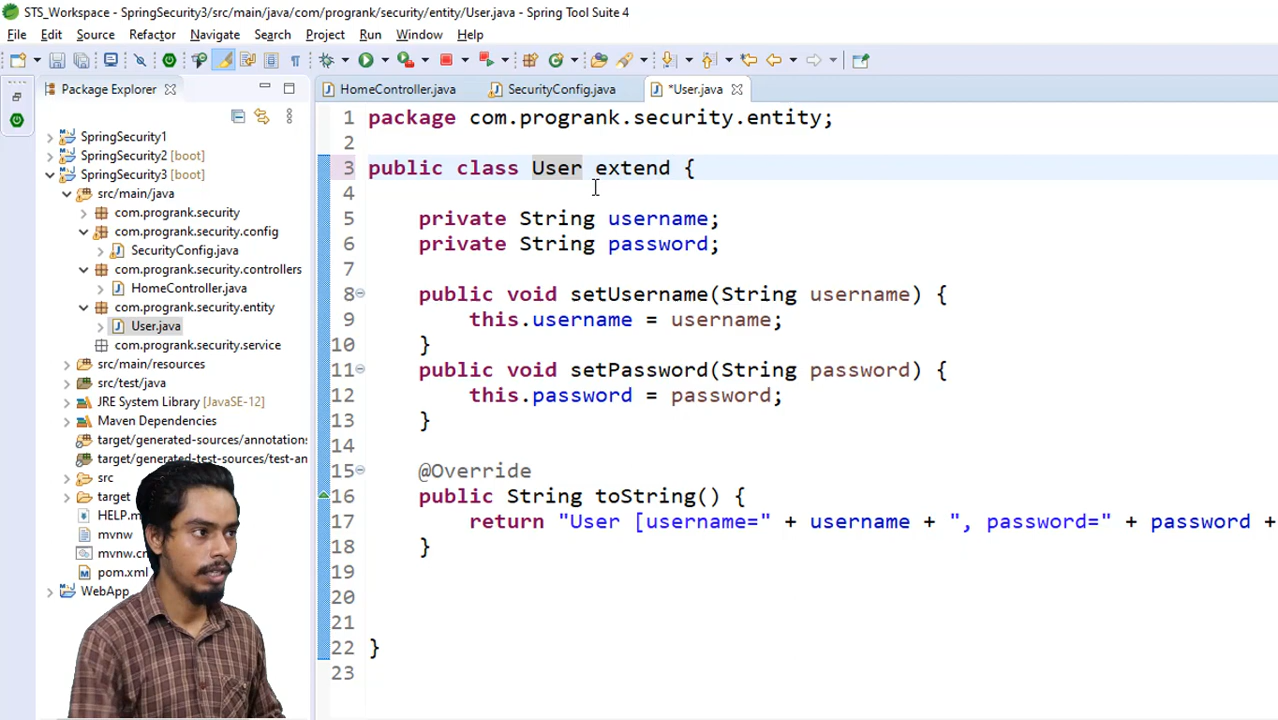 STS_Workspace - SpringSecurity3/src/main/java/com/progrank/security/entity/User.java - Spring Tool Suite 4
File Edit Source Refactor Navigate Search Project Run Window Help
Package Explorer
HomeController.java SecurityConfig.java *User.java
SpringSecurity1
SpringSecurity2 [boot]
SpringSecurity3 [boot]
src/main/java
com.progrank.security
com.progrank.security.config
SecurityConfig.java
com.progrank.security.controllers
HomeController.java
com.progrank.security.entity
User.java
com.progrank.security.service
src/main/resources
src/test/java
JRE System Library [JavaSE-12]
Maven Dependencies
target/generated-sources/annotations
target/generated-test-sources/test-an
src
target
HELP.m
mvnw
mvnw.cm
pom.xml
WebApp
1 package com.progrank.security.entity;
2
3 public class User extend {
4
5 private String username;
6 private String password;
7
8 public void setUsername(String username) {
9 this.username = username;
10 }
11 public void setPassword(String password) {
12 this.password = password;
13 }
14
15 @Override
16 public String toString() {
17 return "User [username=" + username + ", password=" + password +
18 }
19
20
21
22 }
23